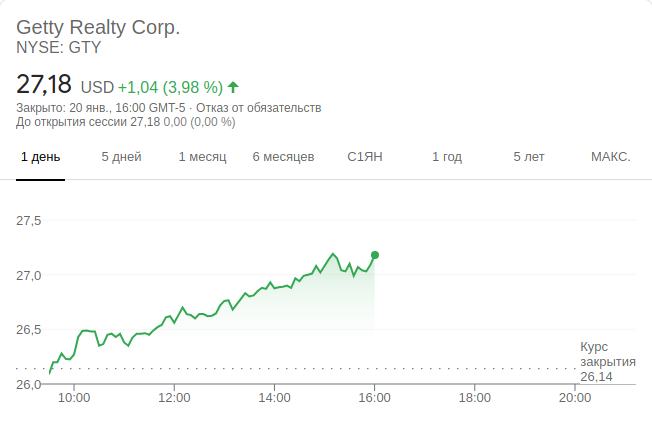 Getty Realty Corp.
NYSE: GTY
27,18 USD +1,04 (3,98 %)
Закрыто: 20 янв., 16:00 GMT-5 · Отказ от обязательств
До открытия сессии 27,18 0,00 (0,00 %)
1 день 5 дней 1 месяц 6 месяцев С1ЯН 1 год 5 лет МАКС.
27,5
27,0
26,5
Курс
закрытия
26,14
26,0
10:00 12:00 14:00 16:00 18:00 20:00